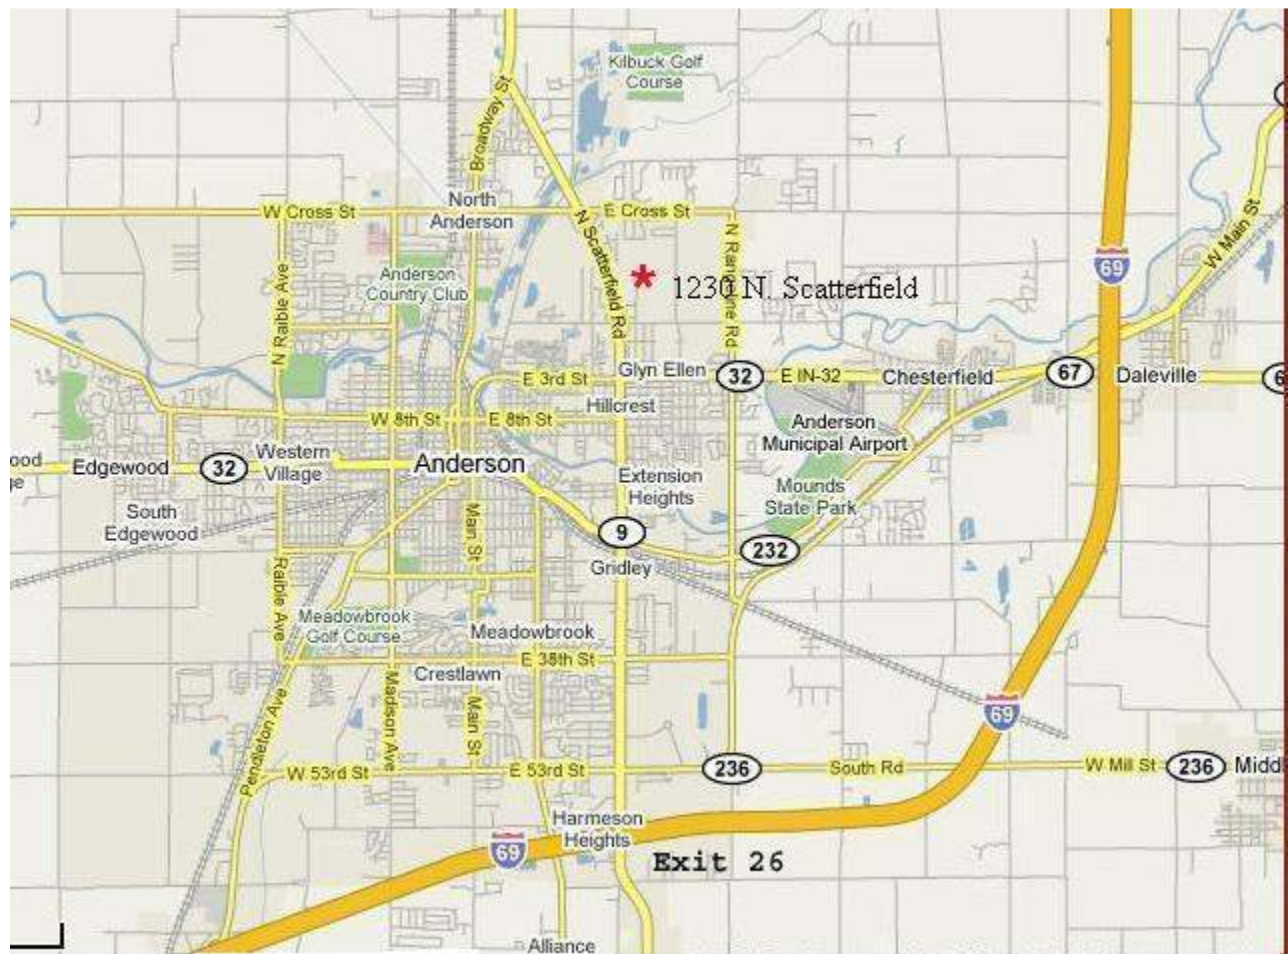 Kilbuck Golf
Course
Broadway St
North
Anderson
W Cross St
E Cross St
N Scatterfield Rd
N Rangeline Rd
W Main St
69
Anderson
Country Club
* 1230 N. Scatterfield
N Raible Ave
E 3rd St
Glyn Ellen
32
E IN-32
Chesterfield
67
Daleville
6
Hillcrest
W 8th St
E 8th St
Anderson
Municipal Airport
Edgewood
32
Western
Village
Anderson
Extension
Heights
Mounds
State Park
South
Edgewood
Main St
9
232
Gridley
Raible Ave
Meadowbrook
Golf Course
Meadowbrook
E 38th St
Crestlawn
Pendleton Ave
Madison Ave
Main St
69
W 53rd St
E 53rd St
236
South Rd
W Mill St
236
Midd
Harmeson
Heights
69
Exit 26
Alliance